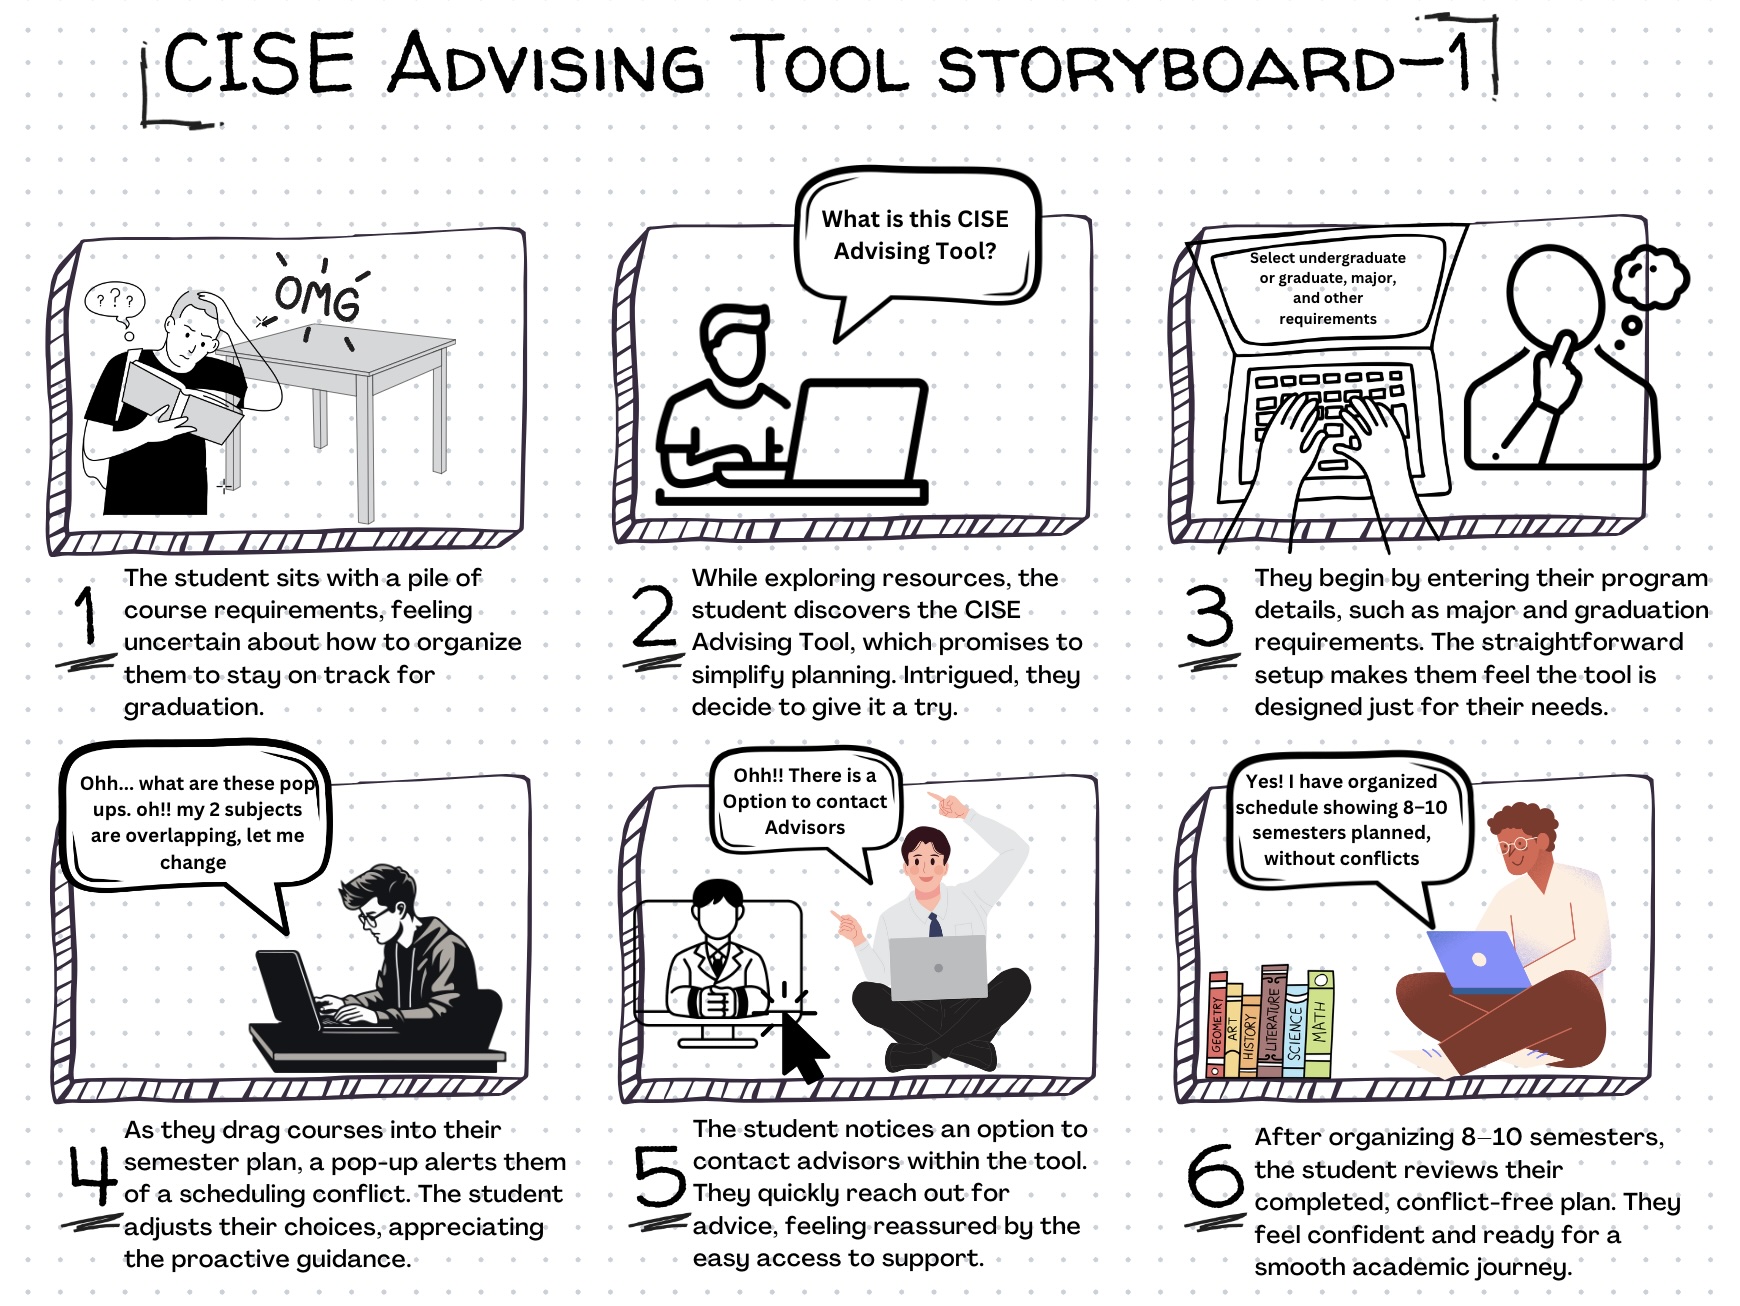 CISE ADVISING TOOL STORYBOARD-1
? ? ?
OMG
1
The student sits with a pile of
course requirements, feeling
uncertain about how to organize
them to stay on track for
graduation.
What is this CISE
Advising Tool?
2
While exploring resources, the
student discovers the CISE
Advising Tool, which promises to
simplify planning. Intrigued, they
decide to give it a try.
Select undergraduate
or graduate, major,
and other
requirements
3
They begin by entering their program
details, such as major and graduation
requirements. The straightforward
setup makes them feel the tool is
designed just for their needs.
Ohh... what are these pop
ups. oh!! my 2 subjects
are overlapping, let me
change
4
As they drag courses into their
semester plan, a pop-up alerts them
of a scheduling conflict. The student
adjusts their choices, appreciating
the proactive guidance.
Ohh!! There is a
Option to contact
Advisors
5
The student notices an option to
contact advisors within the tool.
They quickly reach out for
advice, feeling reassured by the
easy access to support.
Yes! I have organized
schedule showing 8–10
semesters planned,
without conflicts
GEOMETRY
ART
HISTORY
LITERATURE
SCIENCE
MATH
6
After organizing 8–10 semesters,
the student reviews their
completed, conflict-free plan. They
feel confident and ready for a
smooth academic journey.